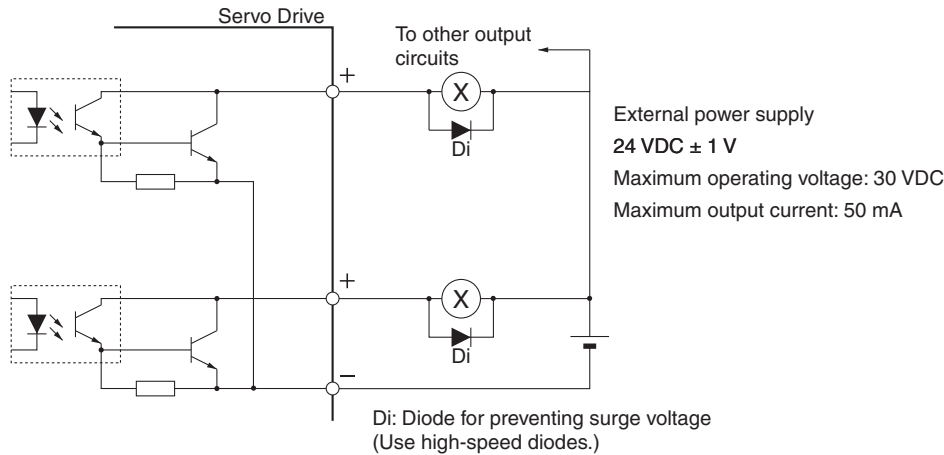 Servo Drive
To other output
circuits
+
X
Di
External power supply
24 VDC ± 1 V
Maximum operating voltage: 30 VDC
Maximum output current: 50 mA
+
X
Di
−
Di: Diode for preventing surge voltage
(Use high-speed diodes.)